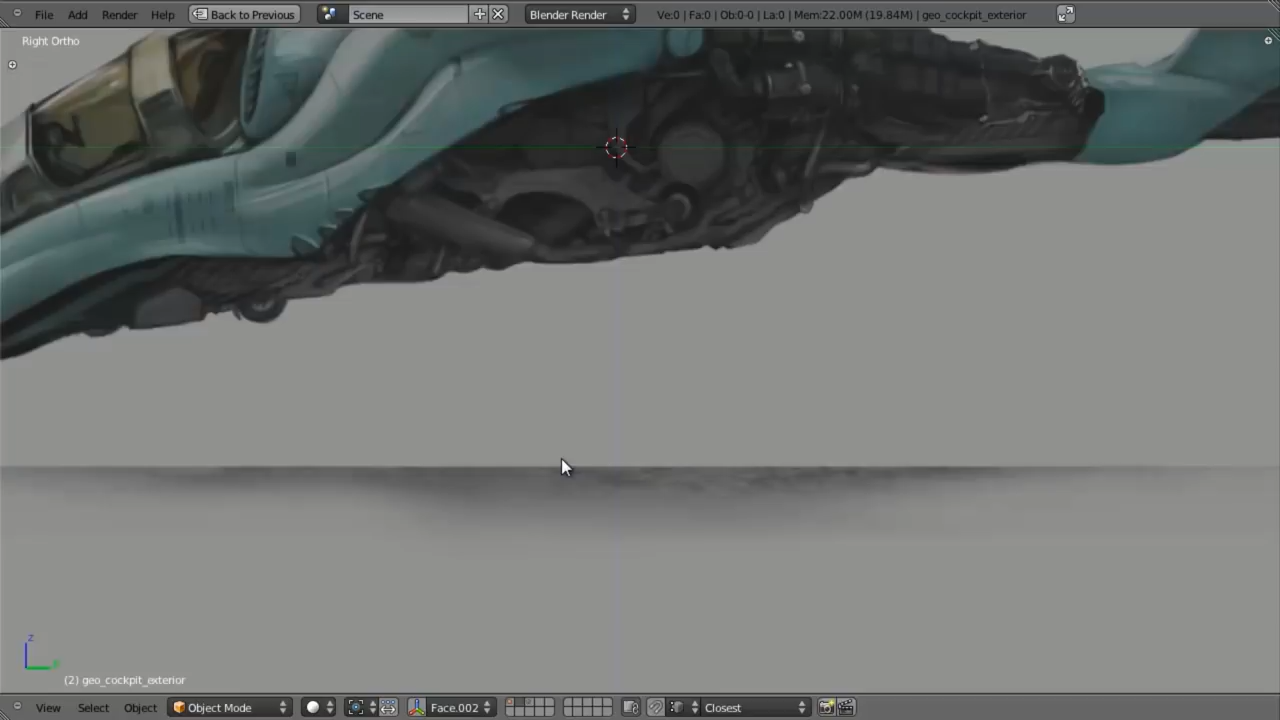 File Add Render Help Back to Previous Scene Blender Render Ve:0 | Fa:0 | Ob:0-0 | La:0 | Mem:22.00M (19.84M) | geo_cockpit_exterior
Right Ortho
z
(2) geo_cockpit_exterior
View Select Object Object Mode Face.002 Closest